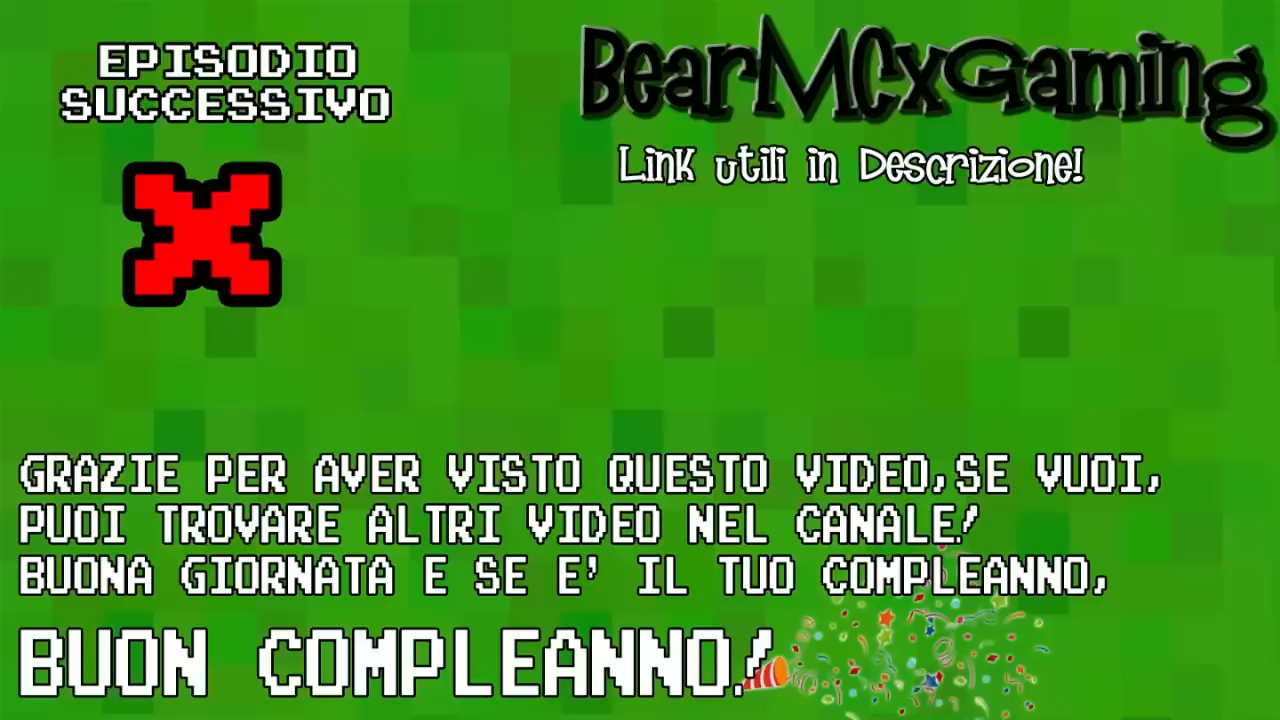 EPISODIO
SUCCESSIVO
BearMCxGaming
Link utili in Descrizione!
GRAZIE PER AVER VISTO QUESTO VIDEO,SE VUOI,
PUOI TROVARE ALTRI VIDEO NEL CANALE!
BUONA GIORNATA E SE E' IL TUO COMPLEANNO,
BUON COMPLEANNO!